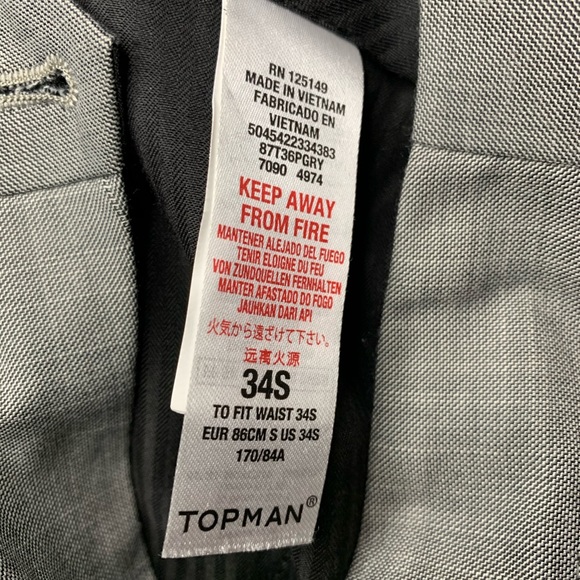 RN 125149
MADE IN VIETNAM
FABRICADO EN
VIETNAM
5045422334383
87T36PGRY
7090 4974
KEEP AWAY
FROM FIRE
MANTENER ALEJADO DEL FUEGO
TENIR ELOIGNE DU FEU
VON ZUNDQUELLEN FERNHALTEN
MANTER AFASTADO DO FOGO
JAUHKAN DARI API
火気から遠ざけて下さい。
远离火源
34S
TO FIT WAIST 34S
EUR 86CM S US 34S
170/84A
TOPMAN®